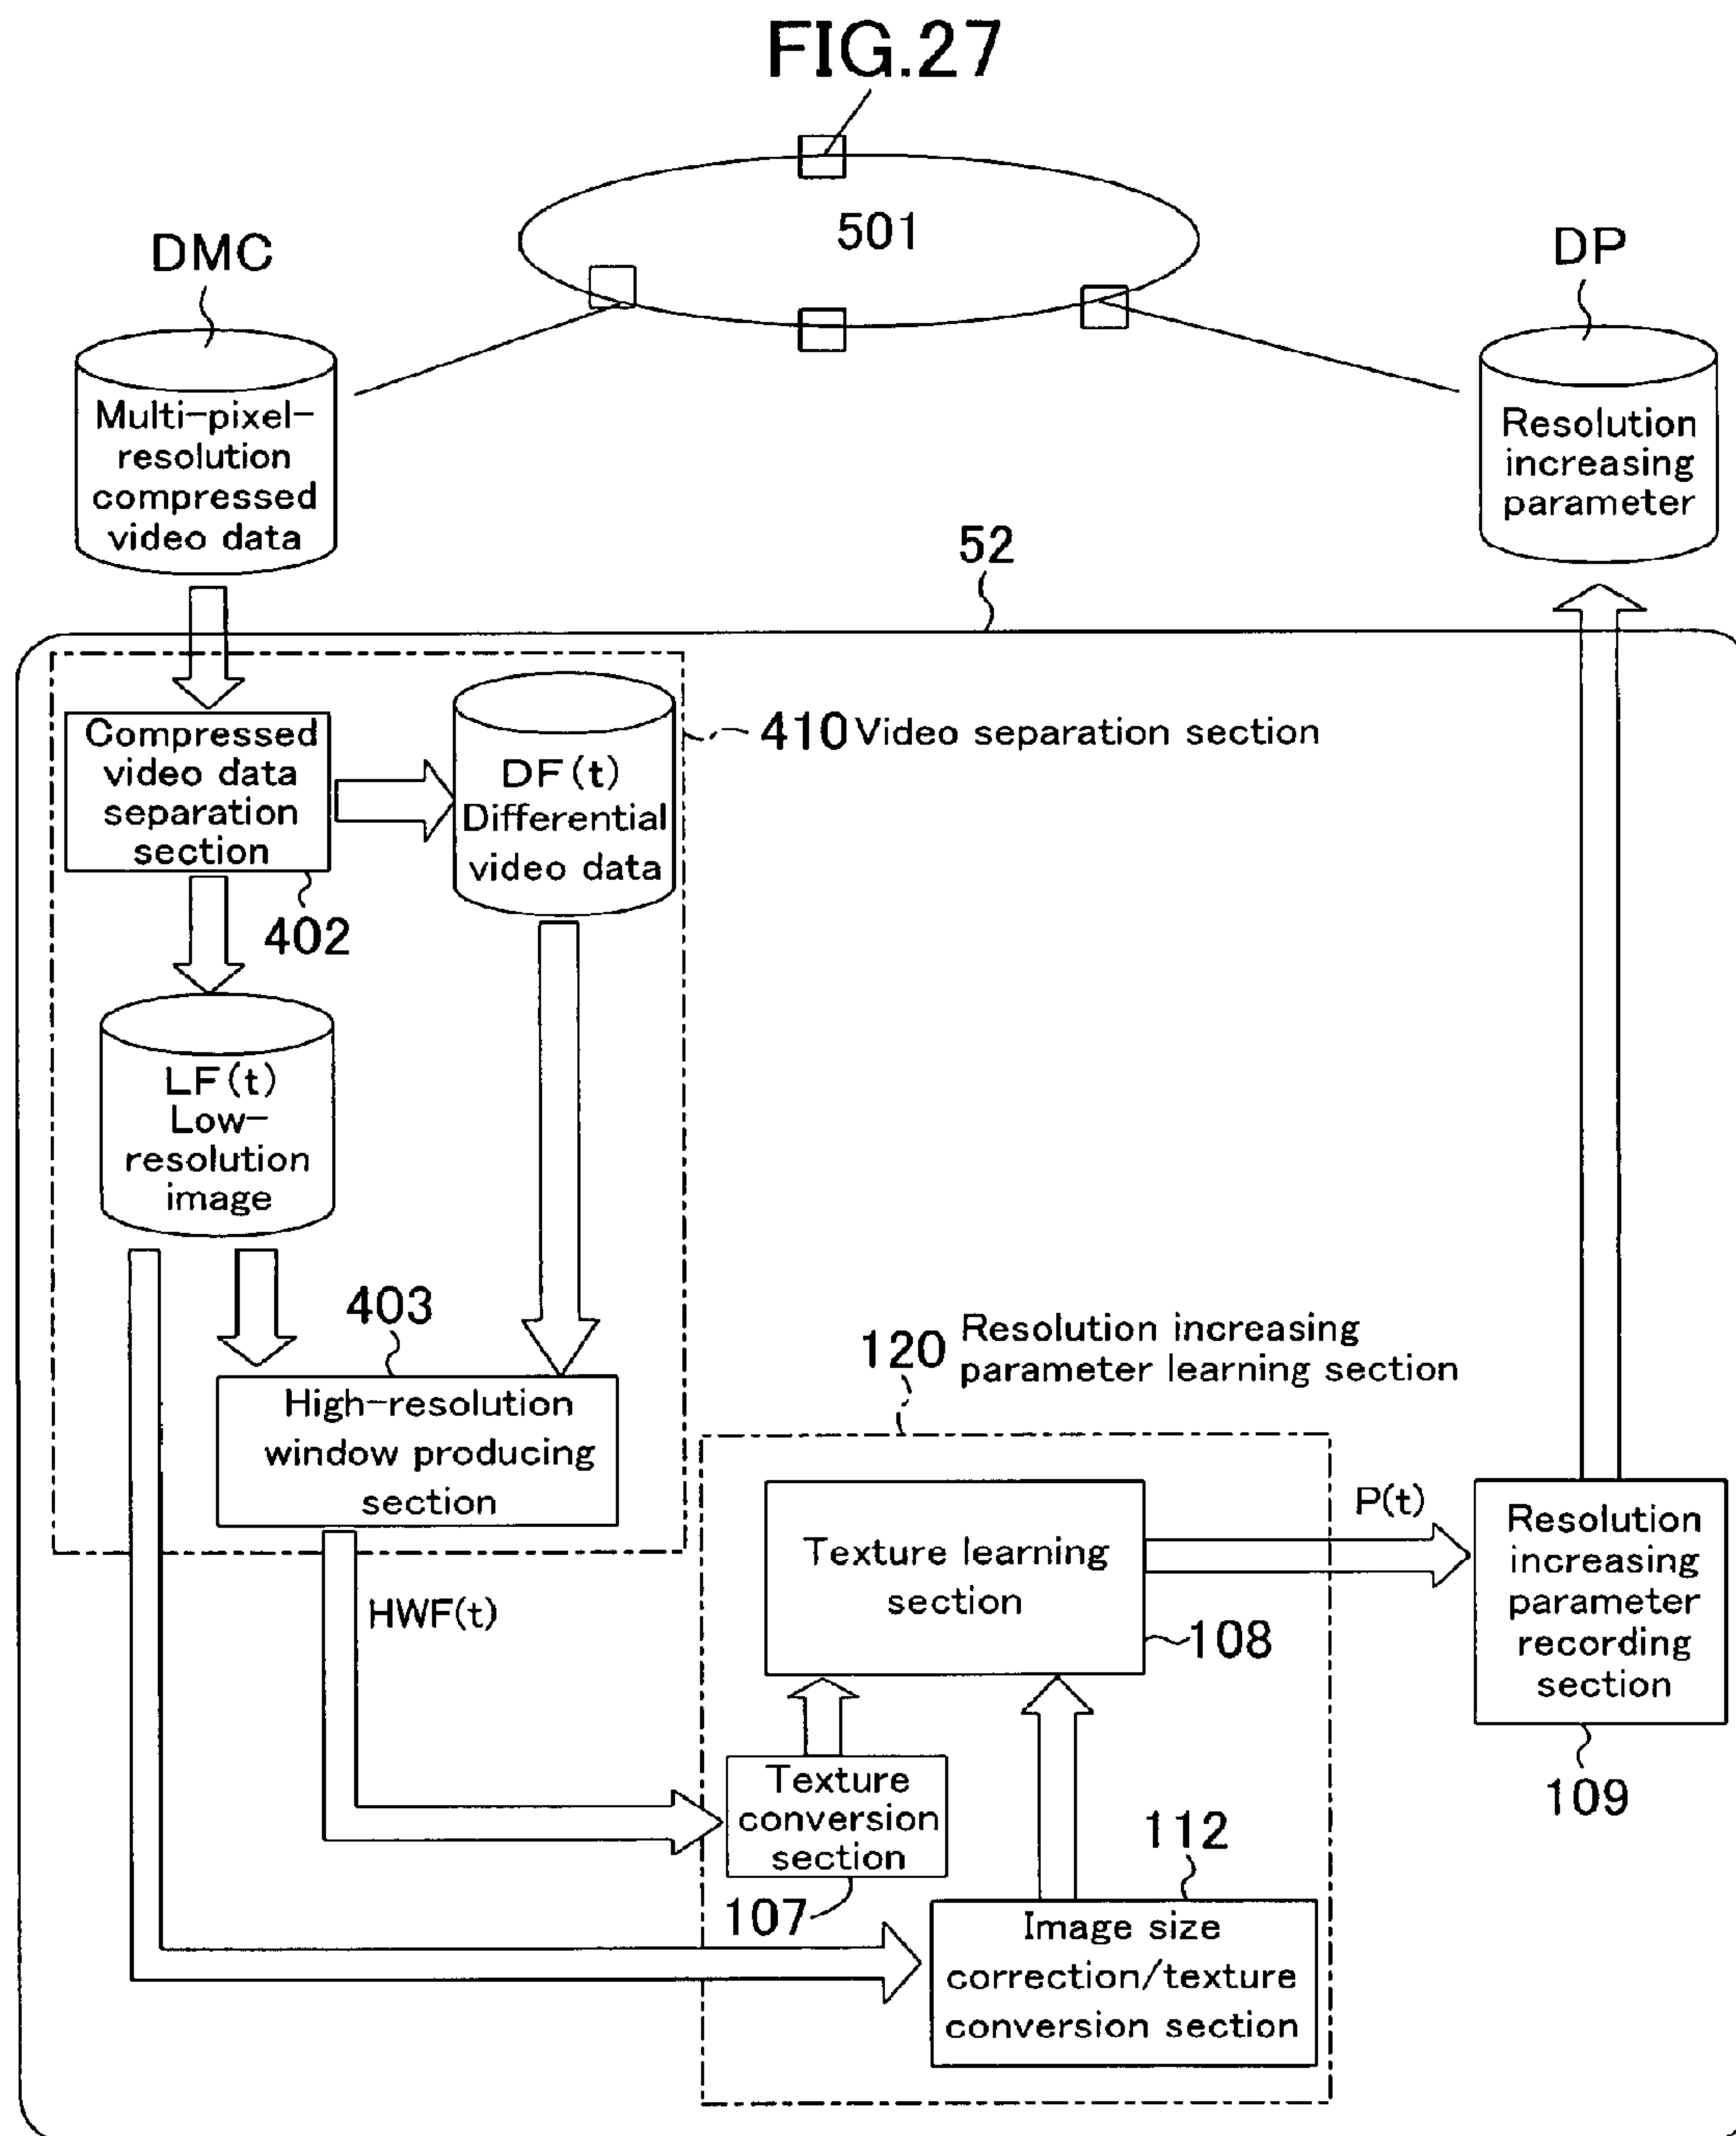 FIG.27
501
DMC
DP
Multi-pixel-
resolution
compressed
video data
Resolution
increasing
parameter
52
Compressed
video data
separation
section
402
DF(t)
Differential
video data
410 Video separation section
LF(t)
Low-
resolution
image
403
High-resolution
window producing
section
HWF(t)
120 Resolution increasing
parameter learning section
Texture learning
section
108
P(t)
Resolution
increasing
parameter
recording
section
109
Texture
conversion
section
107
112
Image size
correction/texture
conversion section